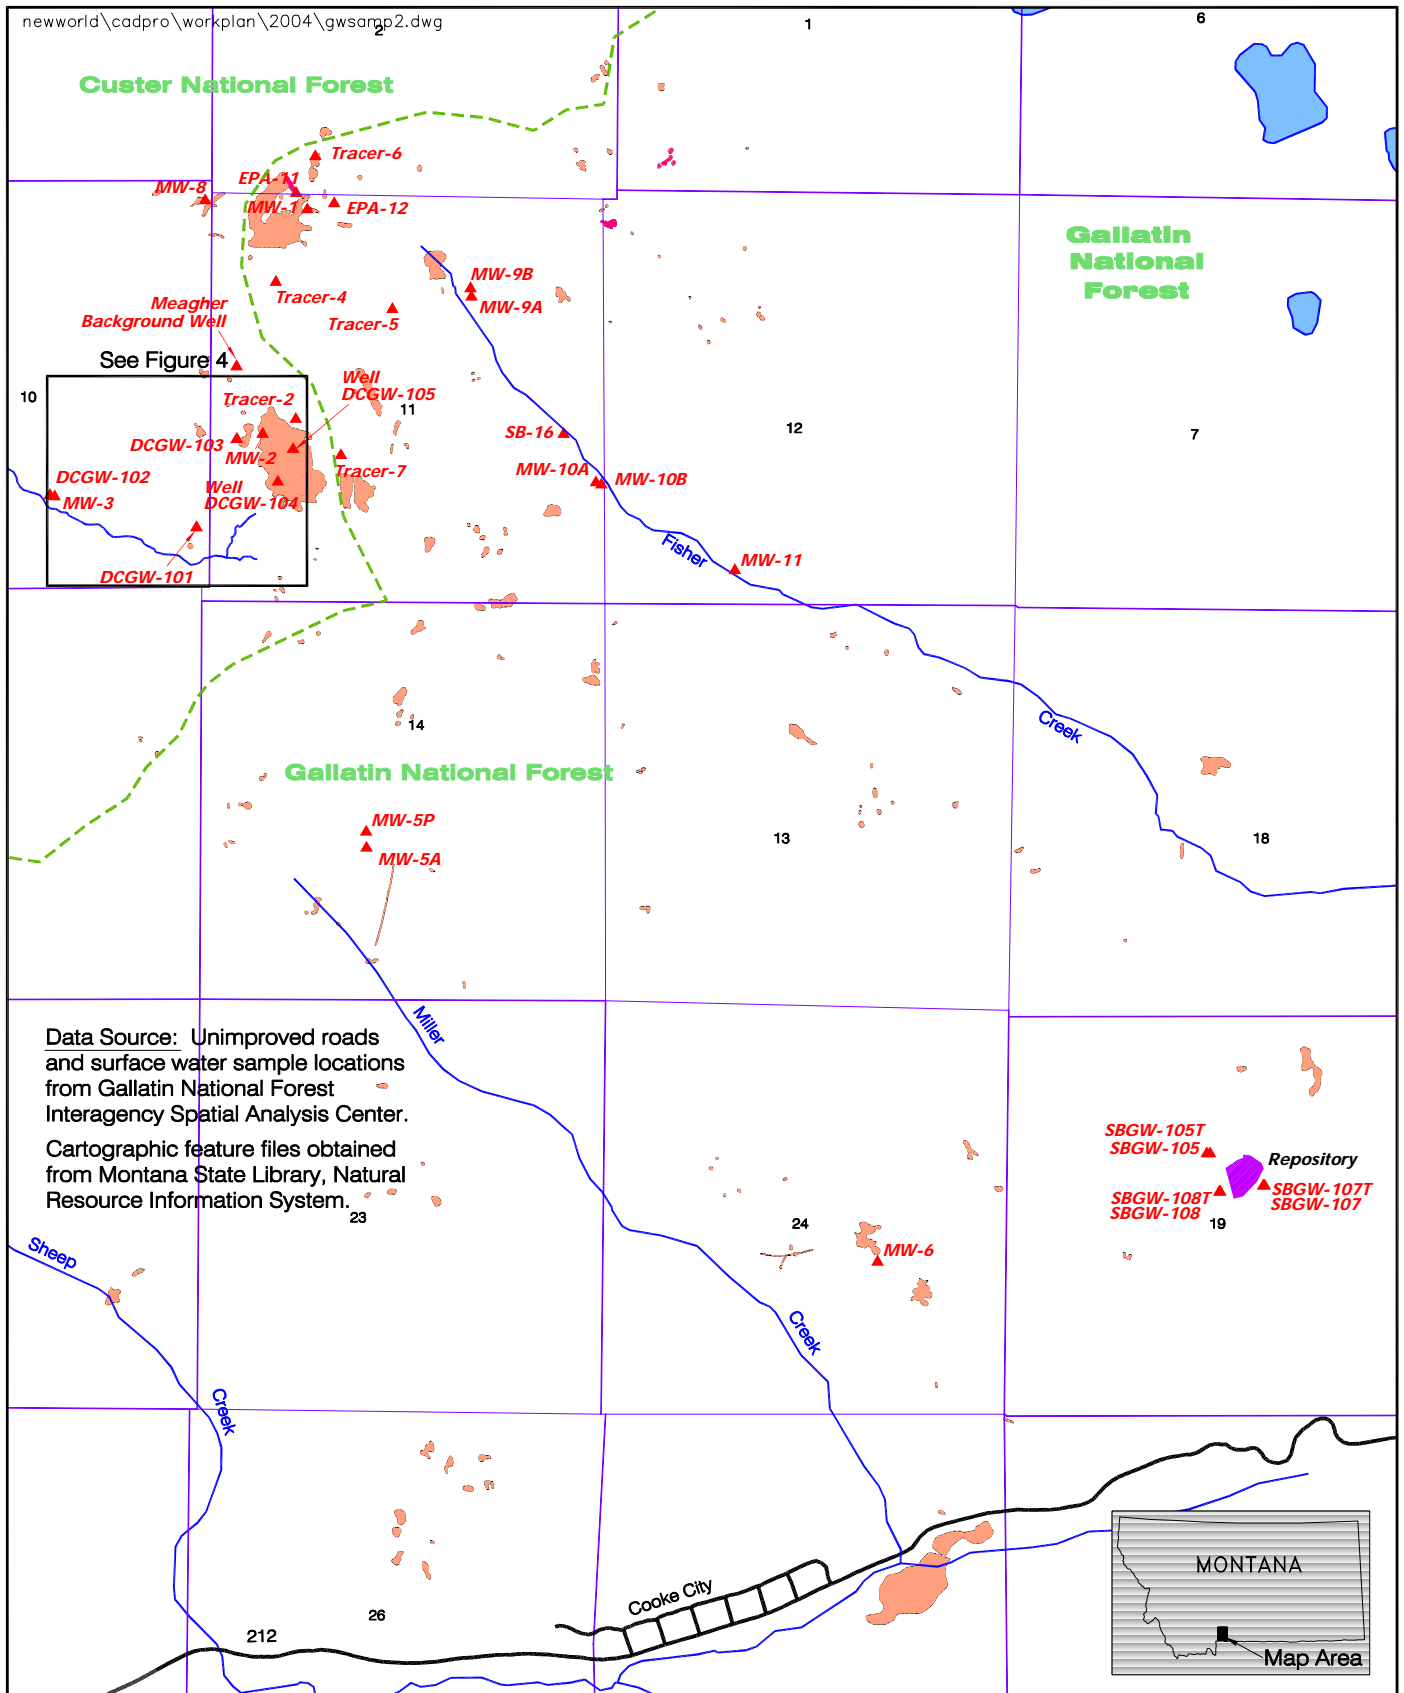 newworld\cadpro\workplan\2004\gwsamp2.dwg
2
1
6
Custer National Forest
Tracer-6
EPA-11
MW-8
MW-1
EPA-12
Gallatin
National
Forest
MW-9B
MW-9A
Tracer-4
Tracer-5
Meagher
Background Well
See Figure 4
10
Well
DCGW-105
Tracer-2
11
12
7
DCGW-103
MW-2
SB-16
Tracer-7
MW-10A
MW-10B
DCGW-102
MW-3
Well
DCGW-104
DCGW-101
Fisher
MW-11
Creek
14
Gallatin National Forest
MW-5P
MW-5A
13
18
Miller
Data Source: Unimproved roads
and surface water sample locations
from Gallatin National Forest
Interagency Spatial Analysis Center.
Cartographic feature files obtained
from Montana State Library, Natural
Resource Information System.
23
SBGW-105T
SBGW-105
Repository
SBGW-107T
SBGW-107
SBGW-108T
SBGW-108
19
24
MW-6
Sheep
Creek
Creek
MONTANA
Map Area
Cooke City
26
212